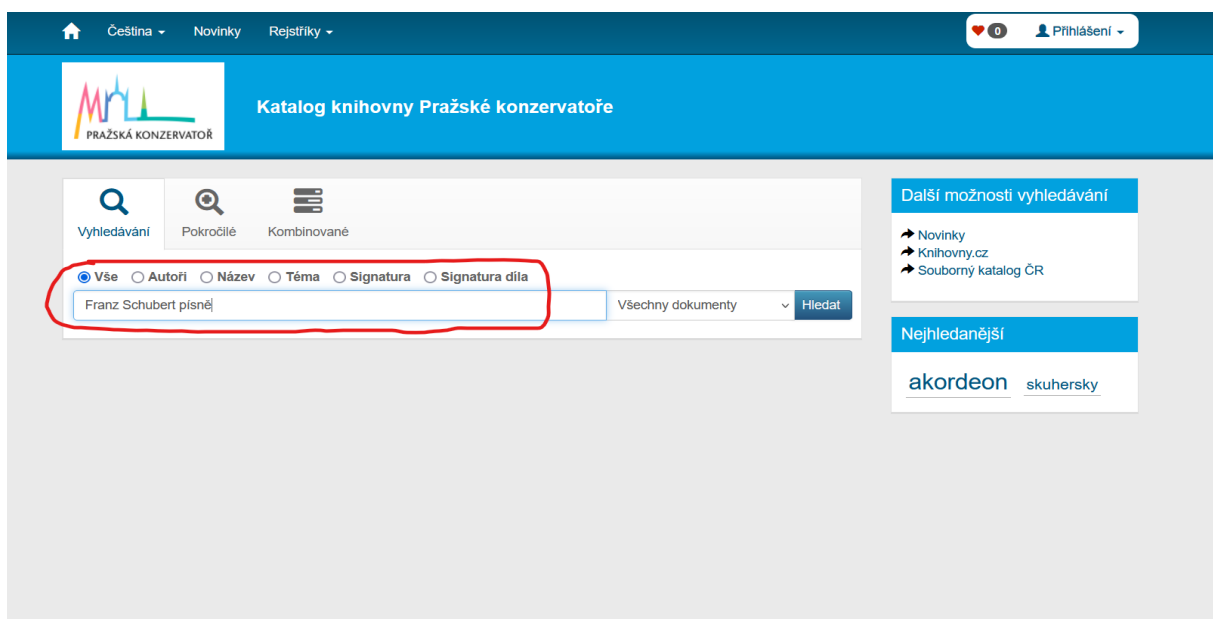 Čeština Novinky Rejstříky 0 Přihlášení
PRAŽSKÁ KONZERVATOŘ
Katalog knihovny Pražské konzervatoře
Vyhledávání Pokročilé Kombinované
Vše Autoři Název Téma Signatura Signatura díla
Franz Schubert písně Všechny dokumenty Hledat
Další možnosti vyhledávání
Novinky
Knihovny.cz
Souborný katalog ČR
Nejhledanější
akordeon skuhersky